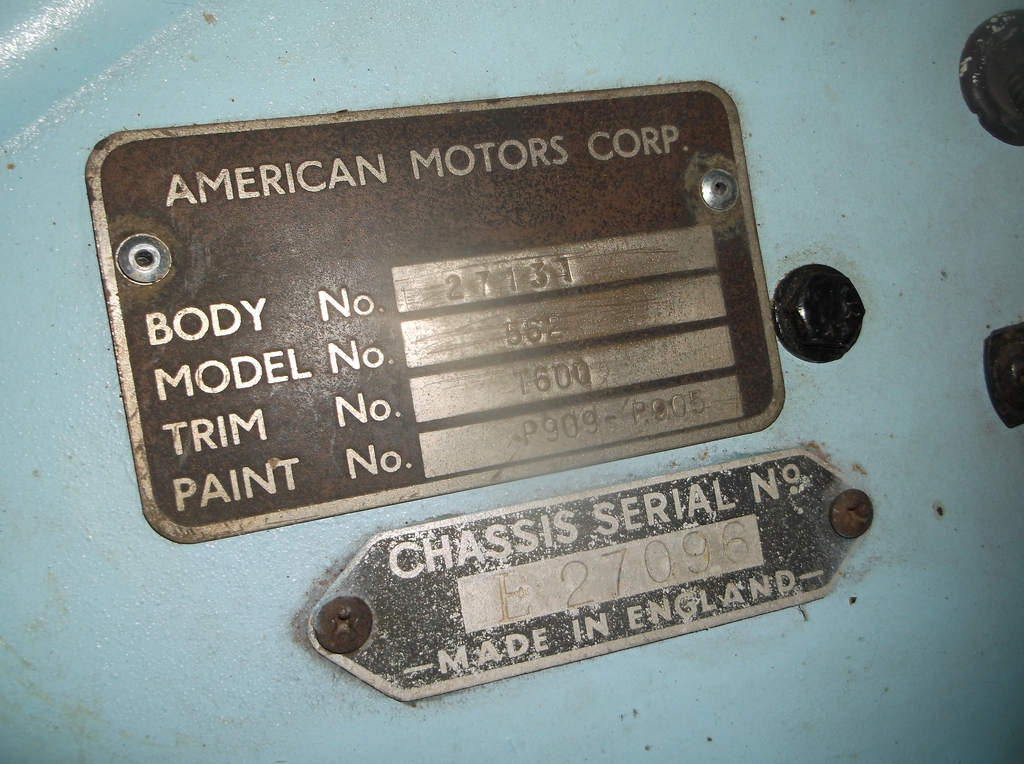 AMERICAN MOTORS CORP.
BODY No. 27131
MODEL No. 562
TRIM No. T600
PAINT No. P909-P905
CHASSIS SERIAL No
E 27096
—MADE IN ENGLAND—